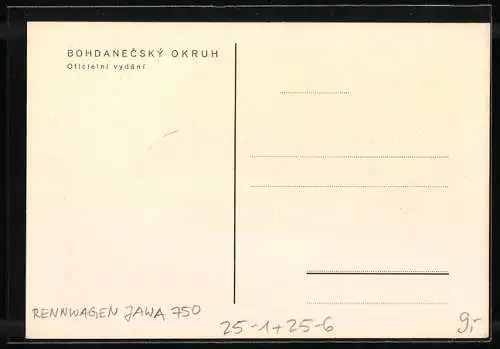 BOHDANEČSKÝ OKRUH
Oficielní vydání
RENNWAGEN JAWA 750
25-1+25-6
9,-